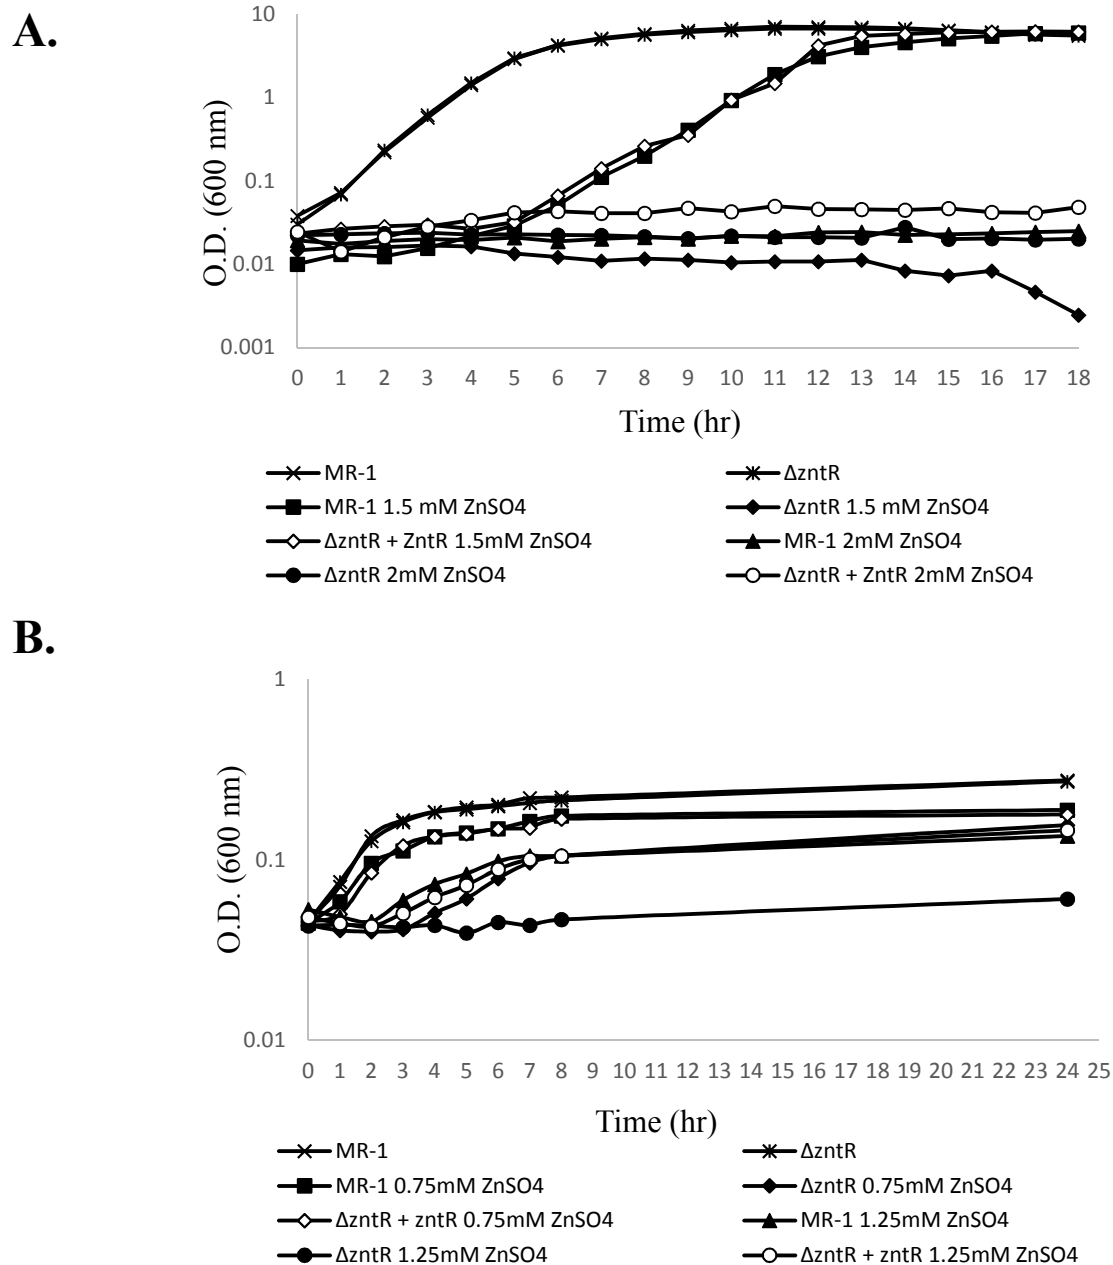 A.
10
1
0.1
0.01
0.001
O.D. (600 nm)
0 1 2 3 4 5 6 7 8 9 10 11 12 13 14 15 16 17 18
Time (hr)
MR-1 ΔzntR
MR-1 1.5 mM ZnSO4 ΔzntR 1.5 mM ZnSO4
ΔzntR + ZntR 1.5mM ZnSO4 MR-1 2mM ZnSO4
ΔzntR 2mM ZnSO4 ΔzntR + ZntR 2mM ZnSO4
B.
1
0.1
0.01
O.D. (600 nm)
0 1 2 3 4 5 6 7 8 9 10 11 12 13 14 15 16 17 18 19 20 21 22 23 24 25
Time (hr)
MR-1 ΔzntR
MR-1 0.75mM ZnSO4 ΔzntR 0.75mM ZnSO4
ΔzntR + zntR 0.75mM ZnSO4 MR-1 1.25mM ZnSO4
ΔzntR 1.25mM ZnSO4 ΔzntR + zntR 1.25mM ZnSO4